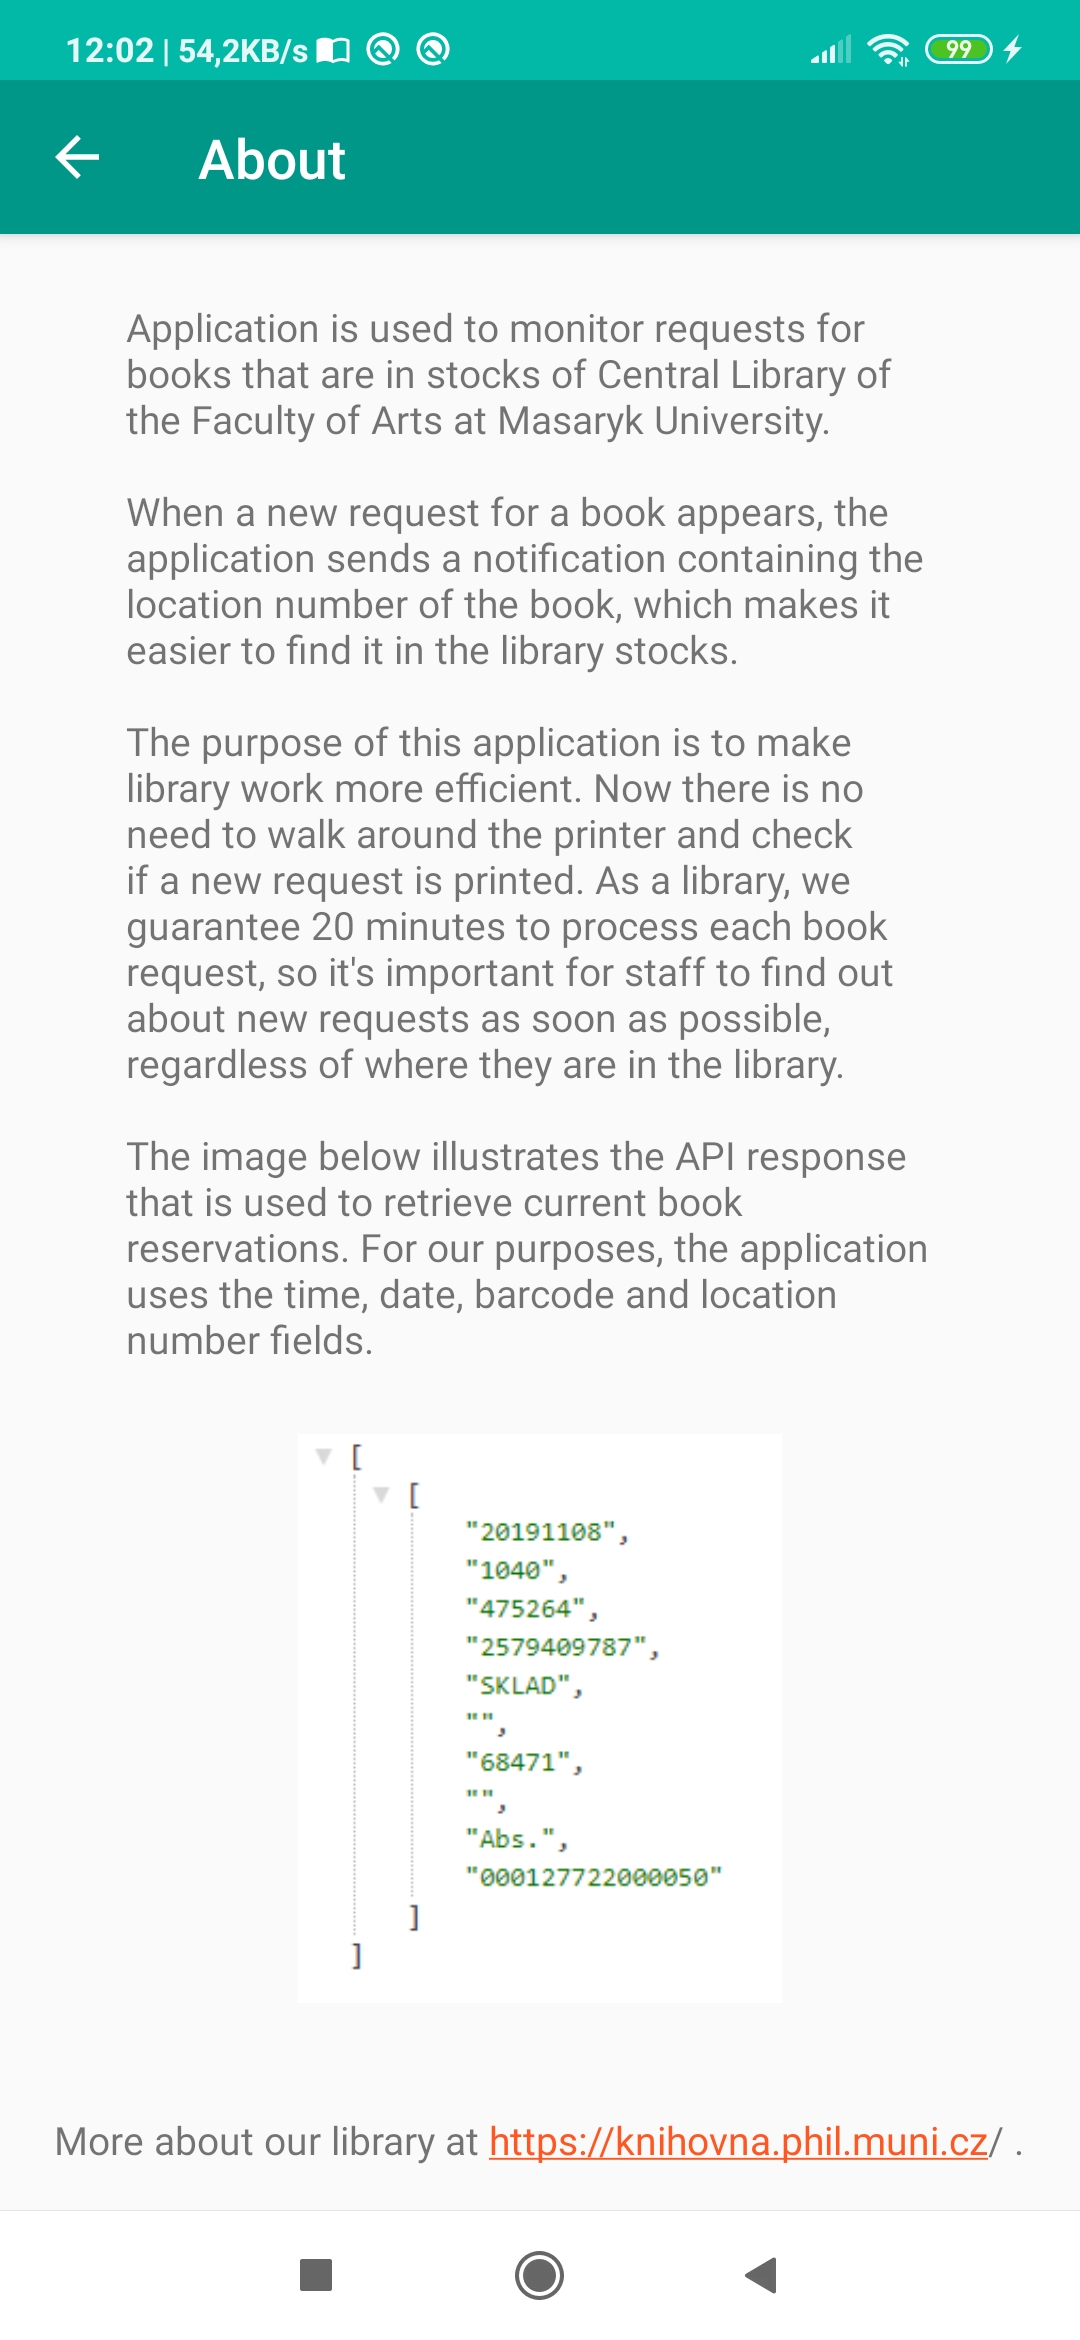 12:02 | 54,2KB/s
99
About
Application is used to monitor requests for
books that are in stocks of Central Library of
the Faculty of Arts at Masaryk University.
When a new request for a book appears, the
application sends a notification containing the
location number of the book, which makes it
easier to find it in the library stocks.
The purpose of this application is to make
library work more efficient. Now there is no
need to walk around the printer and check
if a new request is printed. As a library, we
guarantee 20 minutes to process each book
request, so it's important for staff to find out
about new requests as soon as possible,
regardless of where they are in the library.
The image below illustrates the API response
that is used to retrieve current book
reservations. For our purposes, the application
uses the time, date, barcode and location
number fields.
[
[
"20191108",
"1040",
"475264",
"2579409787",
"SKLAD",
"",
"68471",
"",
"Abs.",
"000127722000050"
]
]
More about our library at https://knihovna.phil.muni.cz/ .